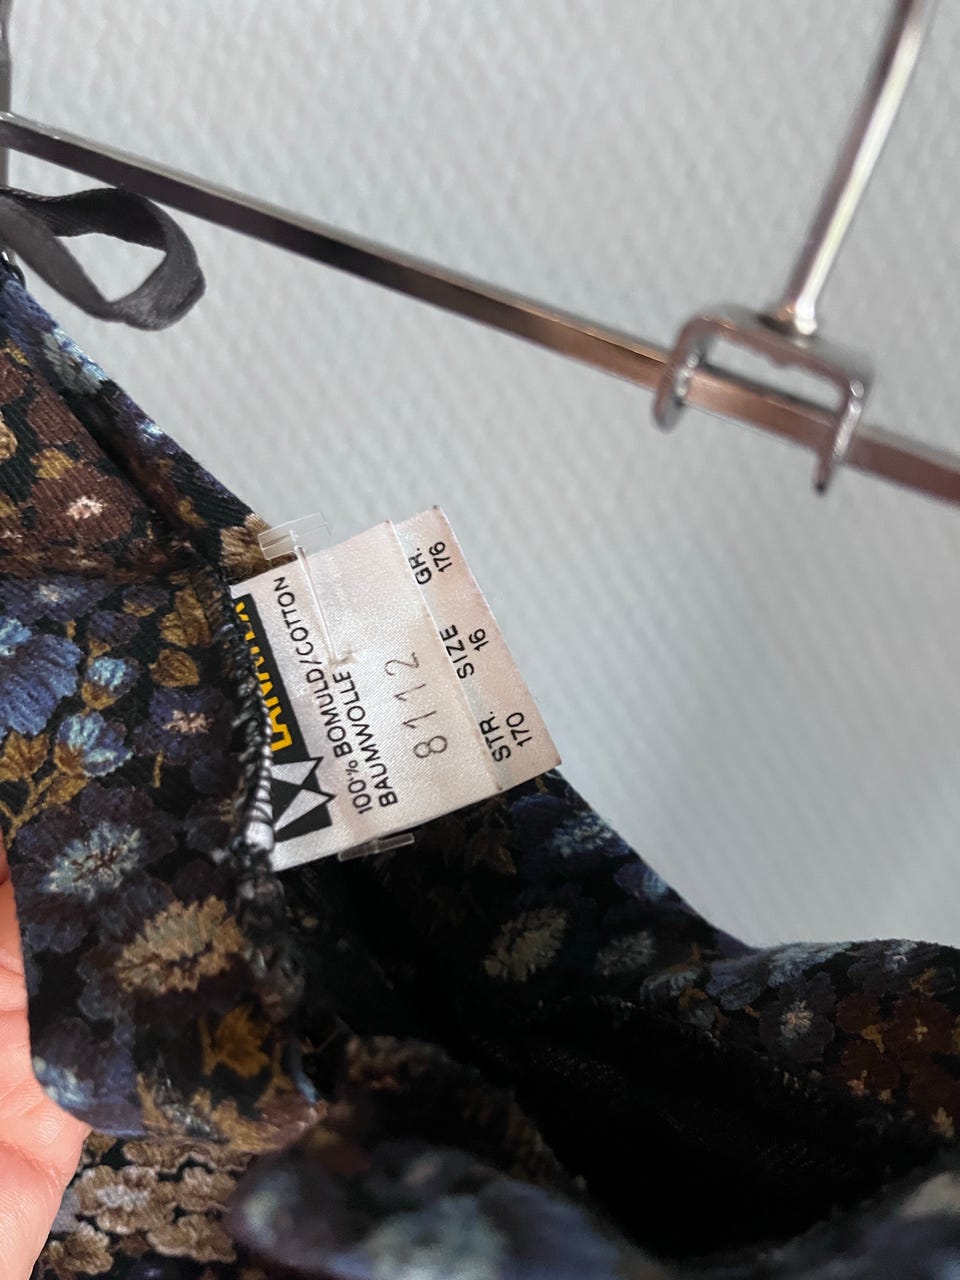 100% BOMULD/COTTON
BAUMWOLLE
8112
STR. SIZE GR.
170 16 176